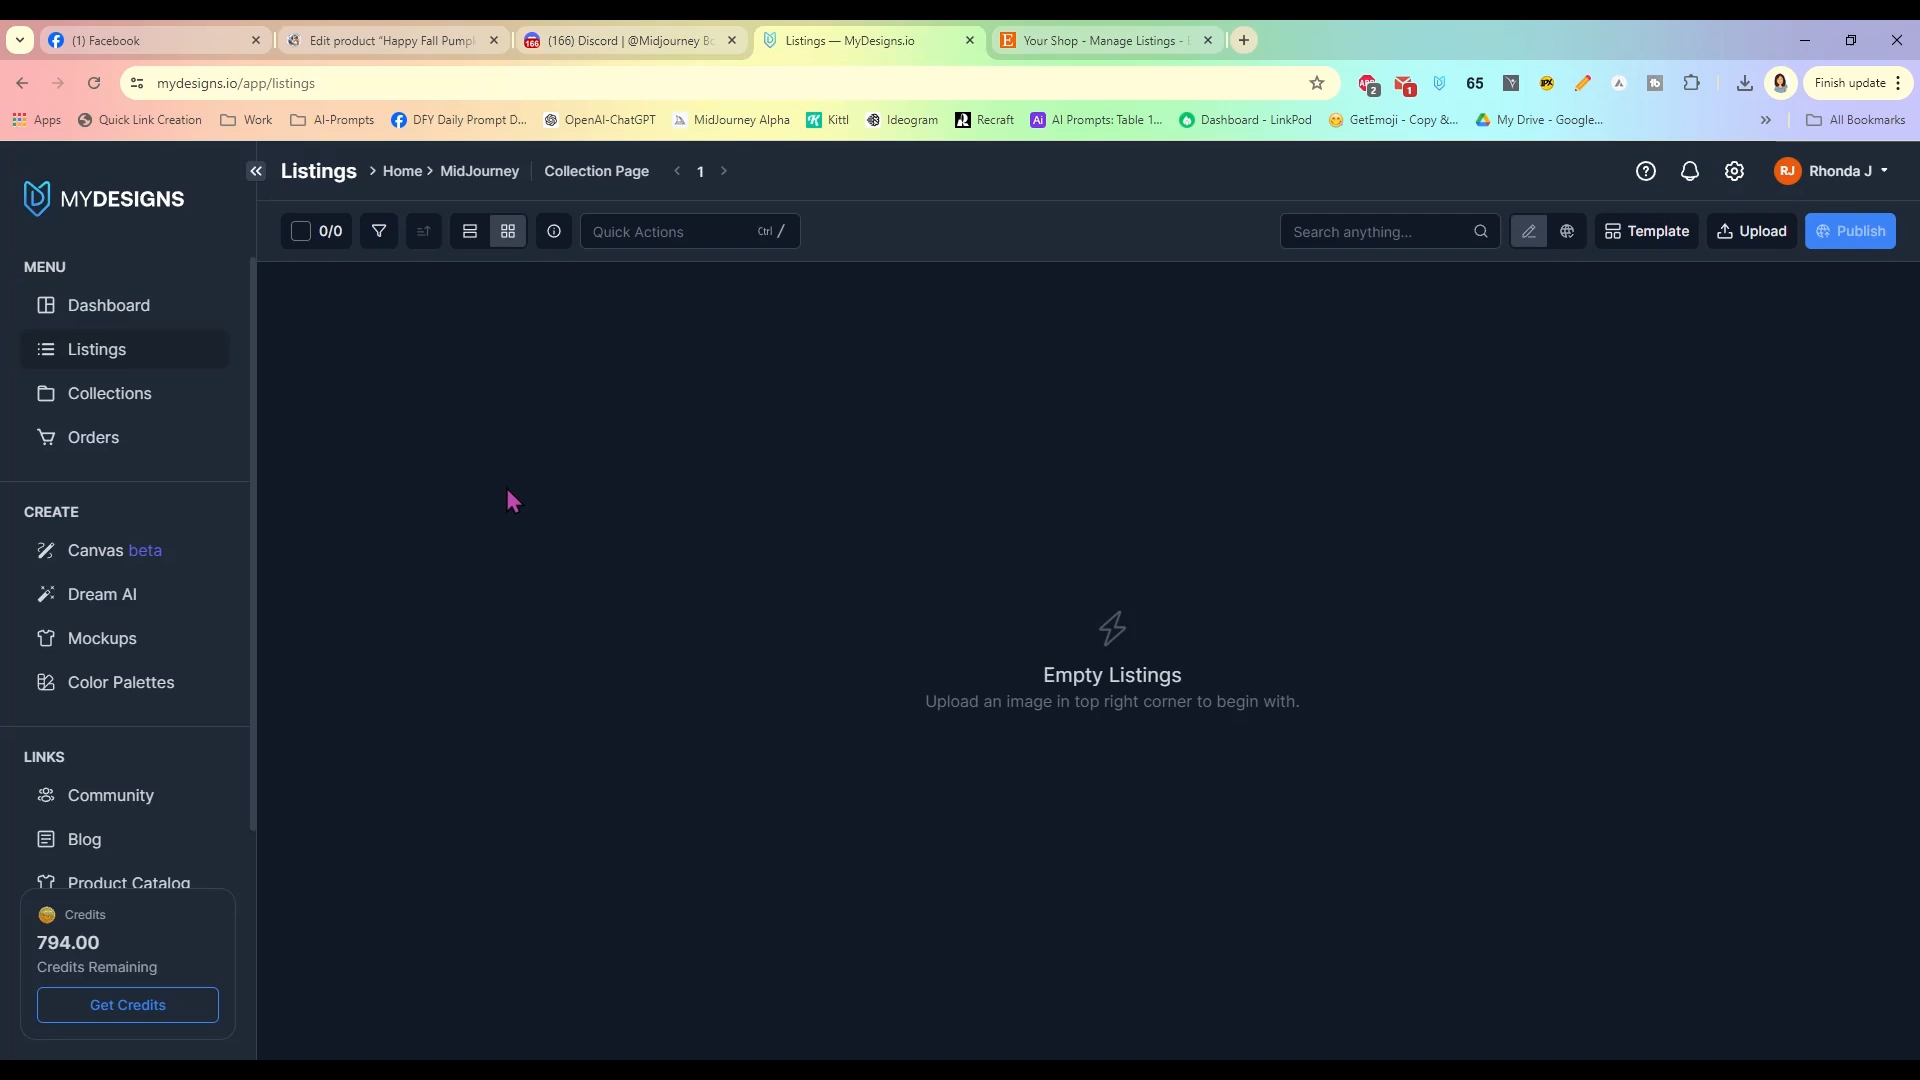 (1) Facebook
Edit product "Happy Fall Pumpk
(166) Discord | @Midjourney Bo
Listings — MyDesigns.io
Your Shop - Manage Listings - E
mydesigns.io/app/listings
2
1
65
Finish update
Apps
Quick Link Creation
Work
AI-Prompts
DFY Daily Prompt D...
OpenAI-ChatGPT
MidJourney Alpha
Kittl
Ideogram
Recraft
AI Prompts: Table 1...
Dashboard - LinkPod
GetEmoji - Copy &...
My Drive - Google...
All Bookmarks
MYDESIGNS
Listings > Home > MidJourney
Collection Page
< 1 >
RJ
Rhonda J
0/0
Quick Actions
Ctrl /
Search anything...
Template
Upload
Publish
MENU
Dashboard
Listings
Collections
Orders
CREATE
Canvas beta
Dream AI
Mockups
Color Palettes
LINKS
Community
Blog
Product Catalog
Credits
794.00
Credits Remaining
Get Credits
Empty Listings
Upload an image in top right corner to begin with.